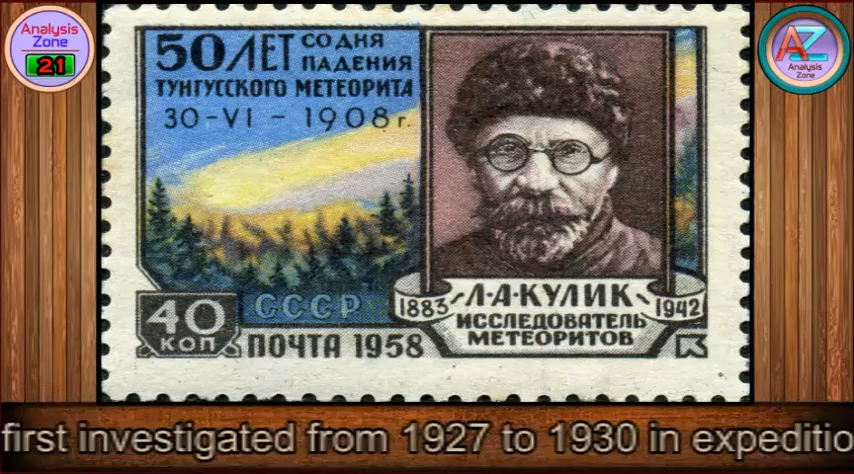 Analysis
Zone
21
AZ
Analysis
Zone
50 ЛЕТ СО ДНЯ
ПАДЕНИЯ
ТУНГУССКОГО МЕТЕОРИТА
30-VI-1908 г.
1883 Л·А·КУЛИК 1942
ИССЛЕДОВАТЕЛЬ
МЕТЕОРИТОВ
40
КОП
СССР
ПОЧТА 1958
first investigated from 1927 to 1930 in expeditio